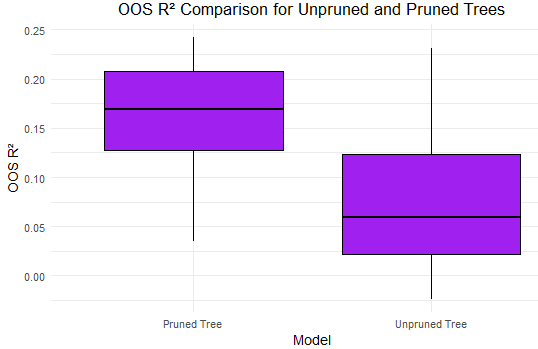 OOS R² Comparison for Unpruned and Pruned Trees
0.25
0.20
0.15
0.10
0.05
0.00
OOS R²
Pruned Tree
Unpruned Tree
Model